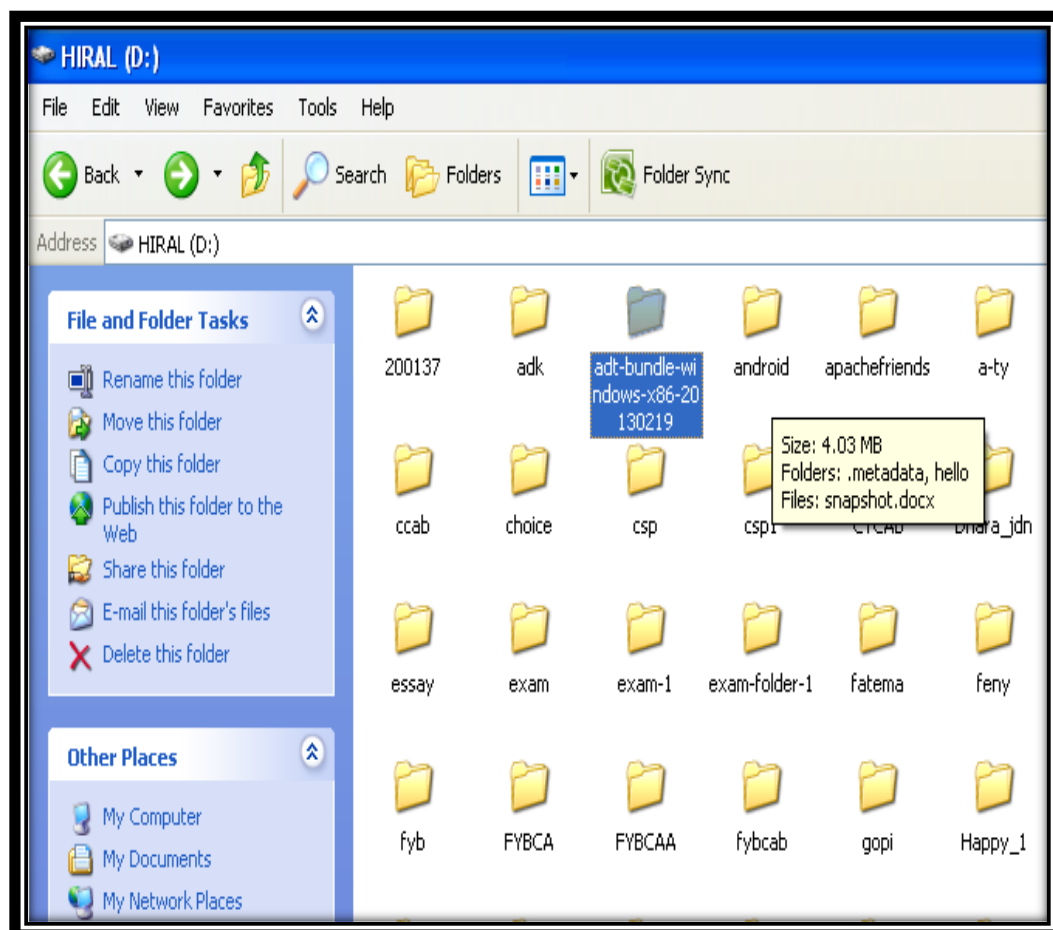 HIRAL (D:)
File Edit View Favorites Tools Help
Back Search Folders Folder Sync
Address HIRAL (D:)
File and Folder Tasks
Rename this folder
Move this folder
Copy this folder
Publish this folder to the
Web
Share this folder
E-mail this folder's files
Delete this folder
Other Places
My Computer
My Documents
My Network Places
200137 adk adt-bundle-wi android apachefriends a-ty
ndows-x86-20
130219
Size: 4.03 MB
Folders: .metadata, hello
Files: snapshot.docx
ccab choice csp csp1 CTCAB Dhara_jdn
essay exam exam-1 exam-folder-1 fatema feny
fyb FYBCA FYBCAA fybcab gopi Happy_1